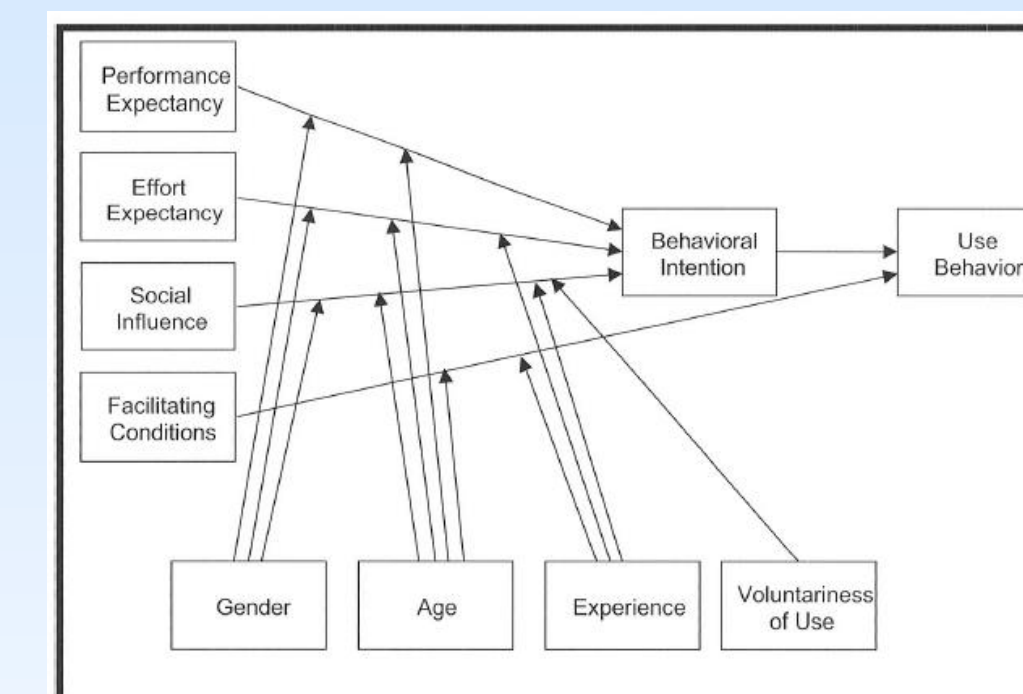 Performance
Expectancy
Effort
Expectancy
Social
Influence
Facilitating
Conditions
Behavioral
Intention
Use
Behavior
Gender
Age
Experience
Voluntariness
of Use